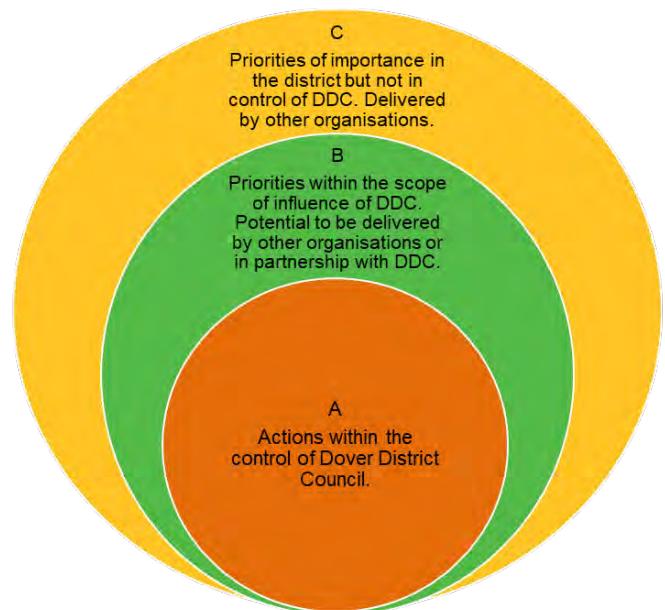 C
Priorities of importance in
the district but not in
control of DDC. Delivered
by other organisations.
B
Priorities within the scope
of influence of DDC.
Potential to be delivered
by other organisations or
in partnership with DDC.
A
Actions within the
control of Dover District
Council.